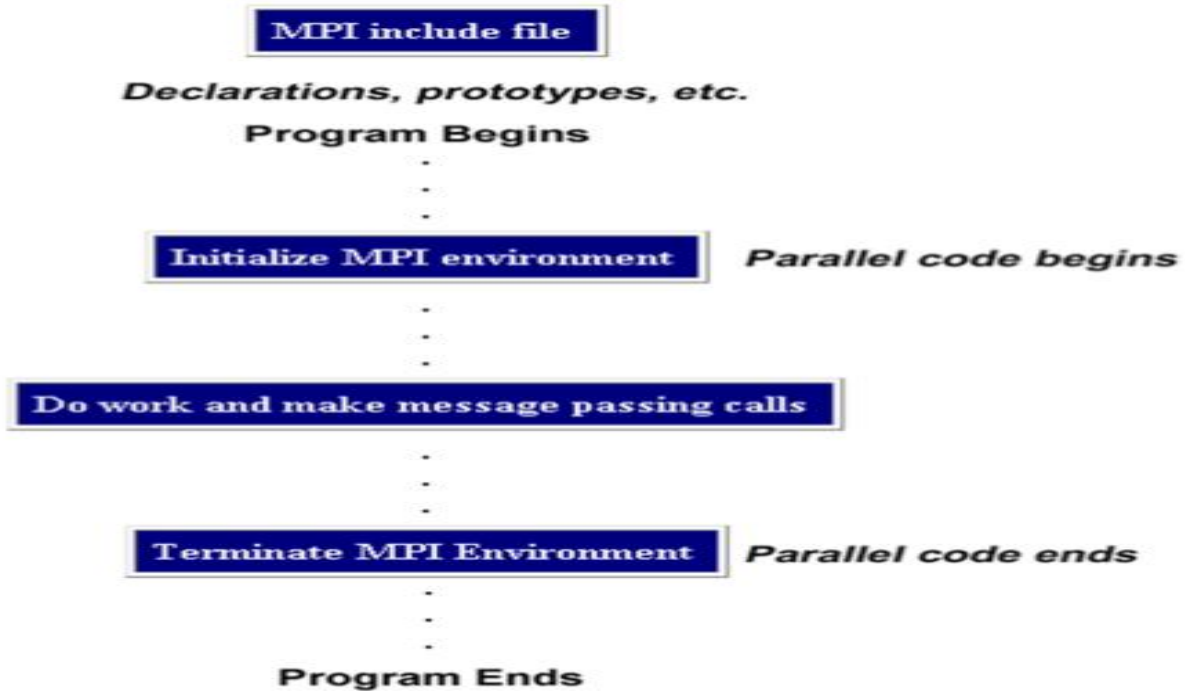 MPI include file
Declarations, prototypes, etc.
Program Begins
Initialize MPI environment
Parallel code begins
Do work and make message passing calls
Terminate MPI Environment
Parallel code ends
Program Ends